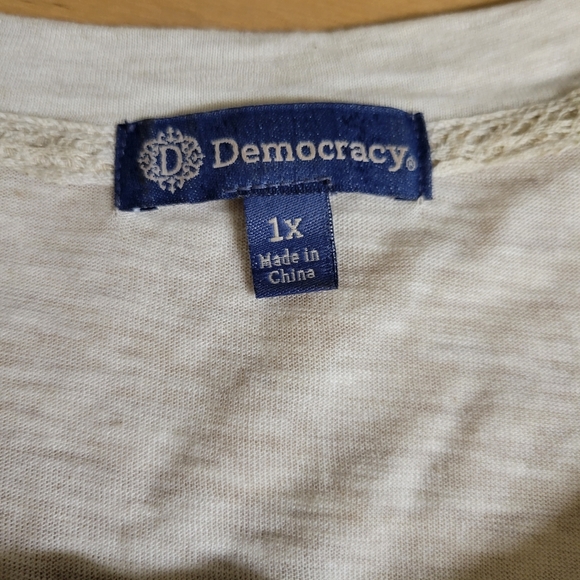 D Democracy®
1X
Made in
China